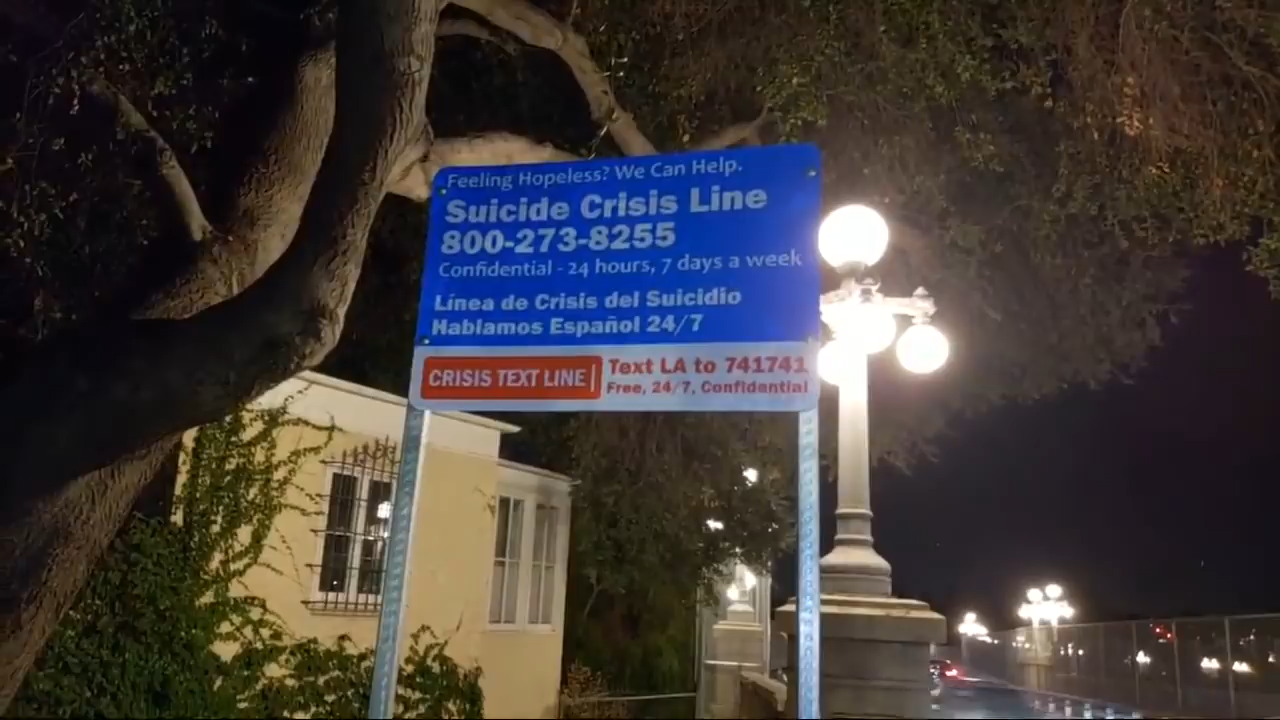 Feeling Hopeless? We Can Help.
Suicide Crisis Line
800-273-8255
Confidential - 24 hours, 7 days a week
Línea de Crisis del Suicidio
Hablamos Español 24/7
CRISIS TEXT LINE|
Text LA to 741741
Free, 24/7, Confidential